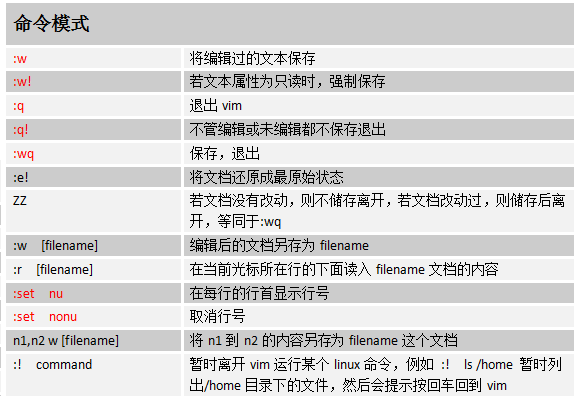 命令模式
:w 将编辑过的文本保存
:w! 若文本属性为只读时，强制保存
:q 退出 vim
:q! 不管编辑或未编辑都不保存退出
:wq 保存，退出
:e! 将文档还原成最原始状态
ZZ 若文档没有改动，则不储存离开，若文档改动过，则储存后离
开，等同于:wq
:w [filename] 编辑后的文档另存为 filename
:r [filename] 在当前光标所在行的下面读入 filename 文档的内容
:set nu 在每行的行首显示行号
:set nonu 取消行号
n1,n2 w [filename] 将 n1 到 n2 的内容另存为 filename 这个文档
:! command 暂时离开 vim 运行某个 linux 命令，例如 :! ls /home 暂时列
出/home 目录下的文件，然后会提示按回车回到 vim